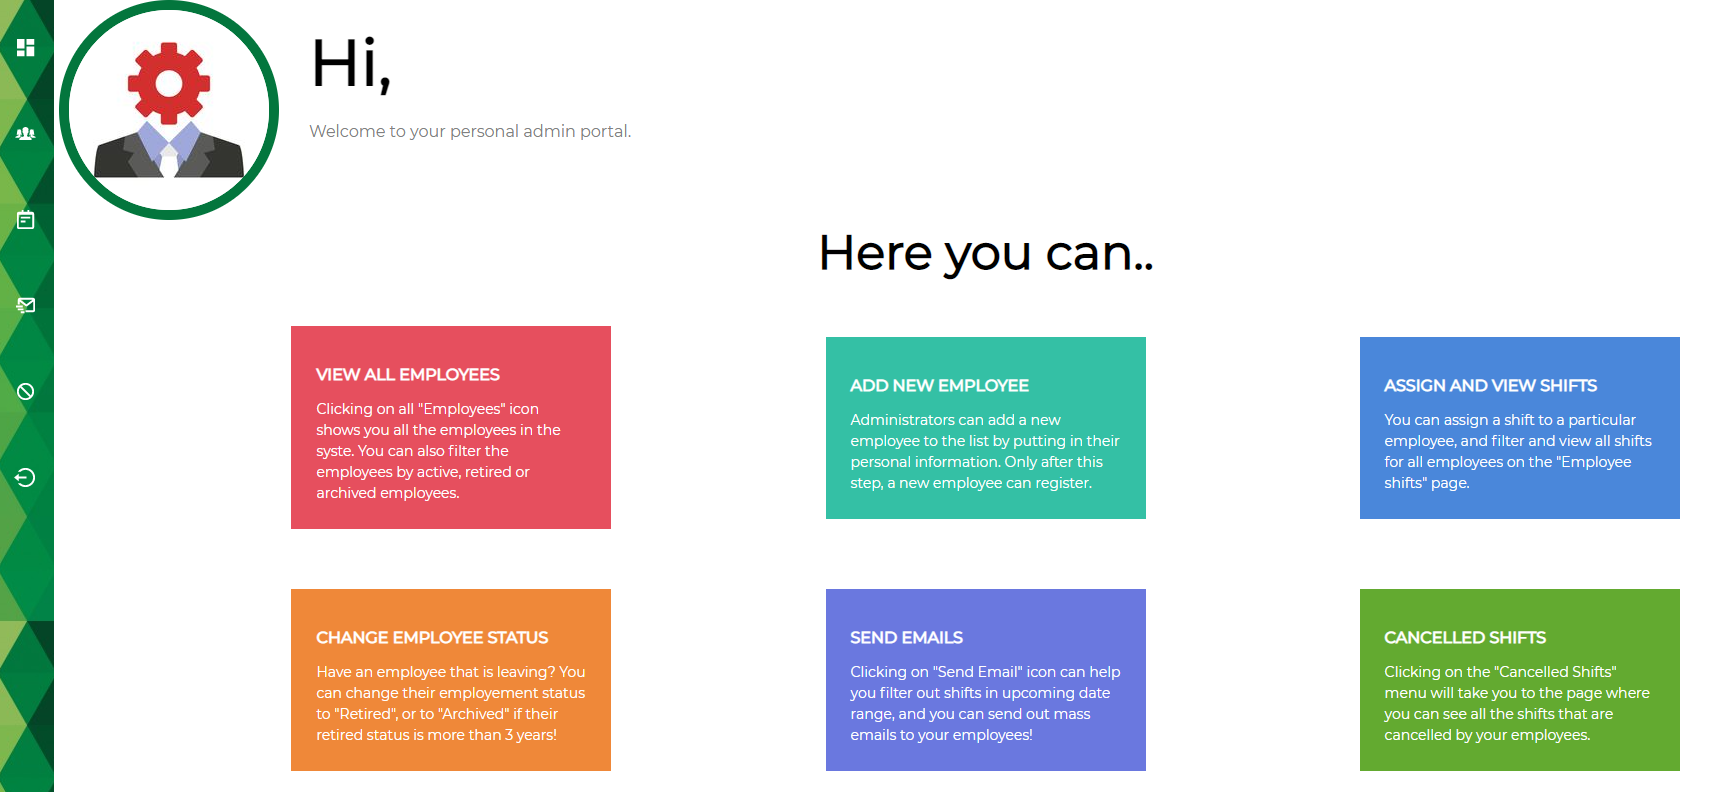 Hi,
Welcome to your personal admin portal.
Here you can..
VIEW ALL EMPLOYEES
Clicking on all "Employees" icon
shows you all the employees in the
syste. You can also filter the
employees by active, retired or
archived employees.
ADD NEW EMPLOYEE
Administrators can add a new
employee to the list by putting in their
personal information. Only after this
step, a new employee can register.
ASSIGN AND VIEW SHIFTS
You can assign a shift to a particular
employee, and filter and view all shifts
for all employees on the "Employee
shifts" page.
CHANGE EMPLOYEE STATUS
Have an employee that is leaving? You
can change their employement status
to "Retired", or to "Archived" if their
retired status is more than 3 years!
SEND EMAILS
Clicking on "Send Email" icon can help
you filter out shifts in upcoming date
range, and you can send out mass
emails to your employees!
CANCELLED SHIFTS
Clicking on the "Cancelled Shifts"
menu will take you to the page where
you can see all the shifts that are
cancelled by your employees.